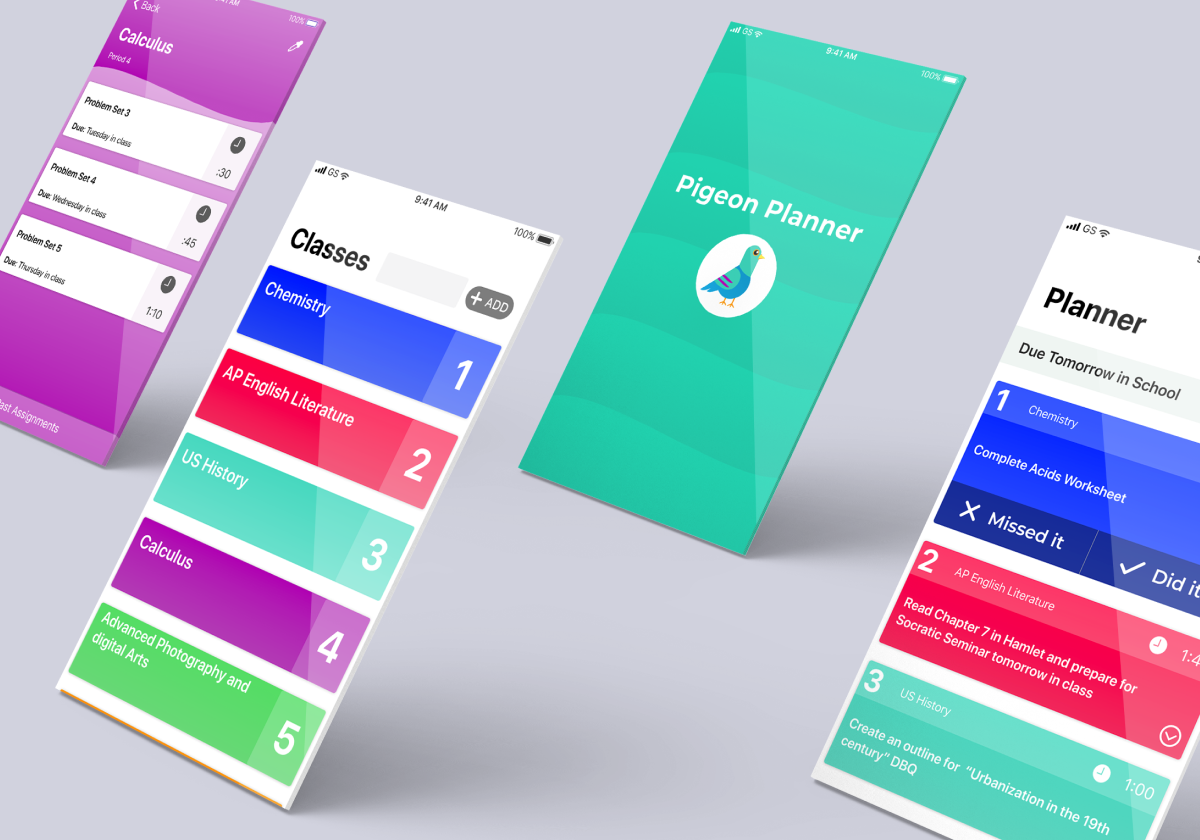 Back
100%
Calculus
Period 4
Problem Set 3
Due: Tuesday in class
:30
Problem Set 4
Due: Wednesday in class
:45
Problem Set 5
Due: Thursday in class
1:10
Assignments
GS
9:41 AM
100%
Classes
+ ADD
Chemistry
1
AP English Literature
2
US History
3
Calculus
4
Advanced Photography and
digital Arts
5
GS
9:41 AM
100%
Pigeon Planner
GS
Planner
Due Tomorrow in School
1
Chemistry
Complete Acids Worksheet
Missed it
Did it
2
AP English Literature
Read Chapter 7 in Hamlet and prepare for
Socratic Seminar tomorrow in class
3
US History
1:00
Create an outline for “Urbanization in the 19th
century” DBQ